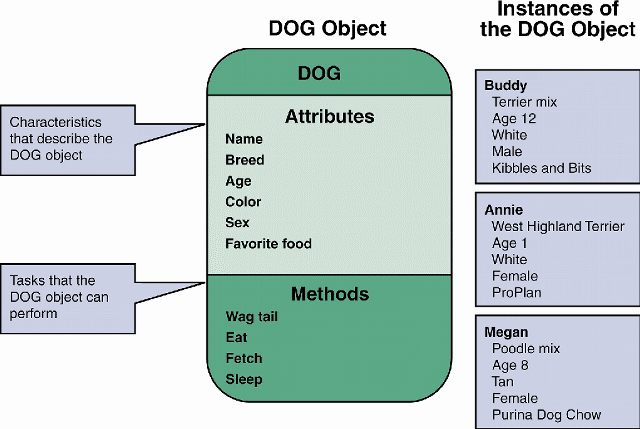 DOG Object
Instances of
the DOG Object
DOG
Characteristics
that describe the
DOG object
Attributes
Name
Breed
Age
Color
Sex
Favorite food
Tasks that the
DOG object can
perform
Methods
Wag tail
Eat
Fetch
Sleep
Buddy
Terrier mix
Age 12
White
Male
Kibbles and Bits
Annie
West Highland Terrier
Age 1
White
Female
ProPlan
Megan
Poodle mix
Age 8
Tan
Female
Purina Dog Chow